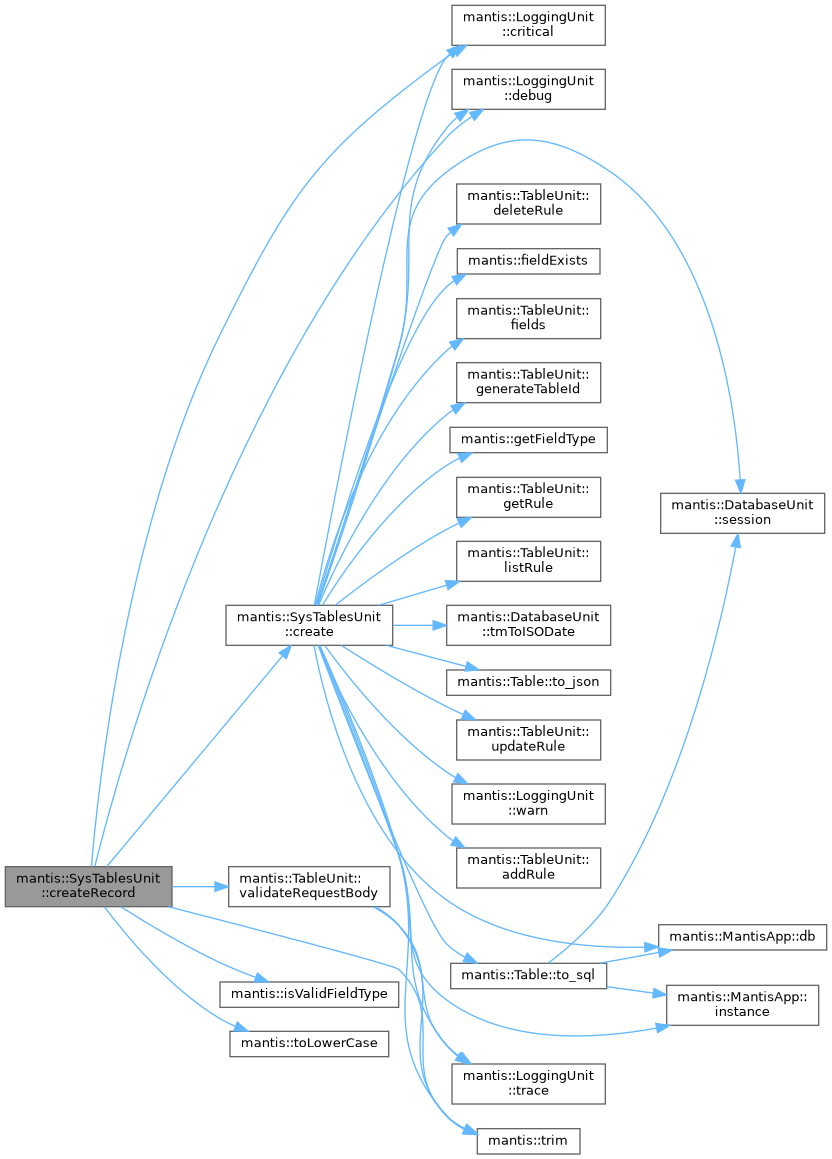 mantis::LoggingUnit
::critical
mantis::LoggingUnit
::debug
mantis::TableUnit::
deleteRule
mantis::fieldExists
mantis::TableUnit::
fields
mantis::TableUnit::
generateTableId
mantis::getFieldType
mantis::TableUnit::
getRule
mantis::DatabaseUnit
::session
mantis::TableUnit::
listRule
mantis::SysTablesUnit
::create
mantis::DatabaseUnit
::tmToISODate
mantis::Table::to_json
mantis::TableUnit::
updateRule
mantis::LoggingUnit
::warn
mantis::TableUnit::
addRule
mantis::SysTablesUnit
::createRecord
mantis::TableUnit::
validateRequestBody
mantis::MantisApp::db
mantis::Table::to_sql
mantis::isValidFieldType
mantis::MantisApp::
instance
mantis::toLowerCase
mantis::LoggingUnit
::trace
mantis::trim